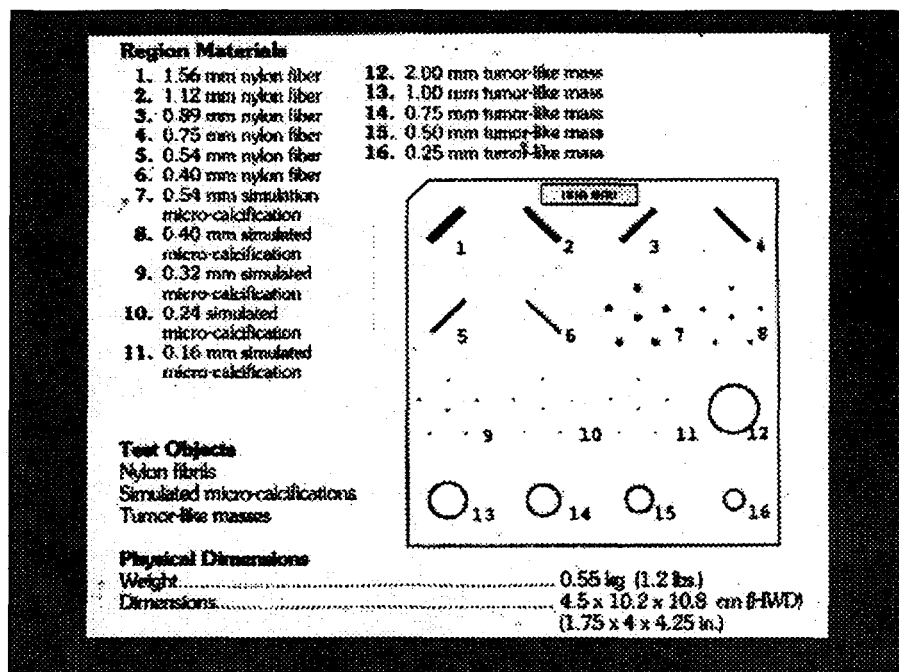 Region Materials
1. 1.56 mm nylon fiber
2. 1.12 mm nylon fiber
3. 0.89 mm nylon fiber
4. 0.75 mm nylon fiber
5. 0.54 mm nylon fiber
6. 0.40 mm nylon fiber
7. 0.54 mm simulation
micro-calcification
8. 0.40 mm simulated
micro-calcification
9. 0.32 mm simulated
micro-calcification
10. 0.24 simulated
micro-calcification
11. 0.16 mm simulated
micro-calcification
12. 2.00 mm tumor-like mass
13. 1.00 mm tumor-like mass
14. 0.75 mm tumor-like mass
15. 0.50 mm tumor-like mass
16. 0.25 mm tumor-like mass
1 2 3 4
5 6 7 8
9 10 11 12
13 14 15 16
Test Objects
Nylon fibrils
Simulated micro-calcifications
Tumor-like masses
Physical Dimensions
Weight........................................................ 0.55 kg (1.2 lbs.)
Dimensions.................................................. 4.5 x 10.2 x 10.8 cm (HWD)
(1.75 x 4 x 4.25 in.)